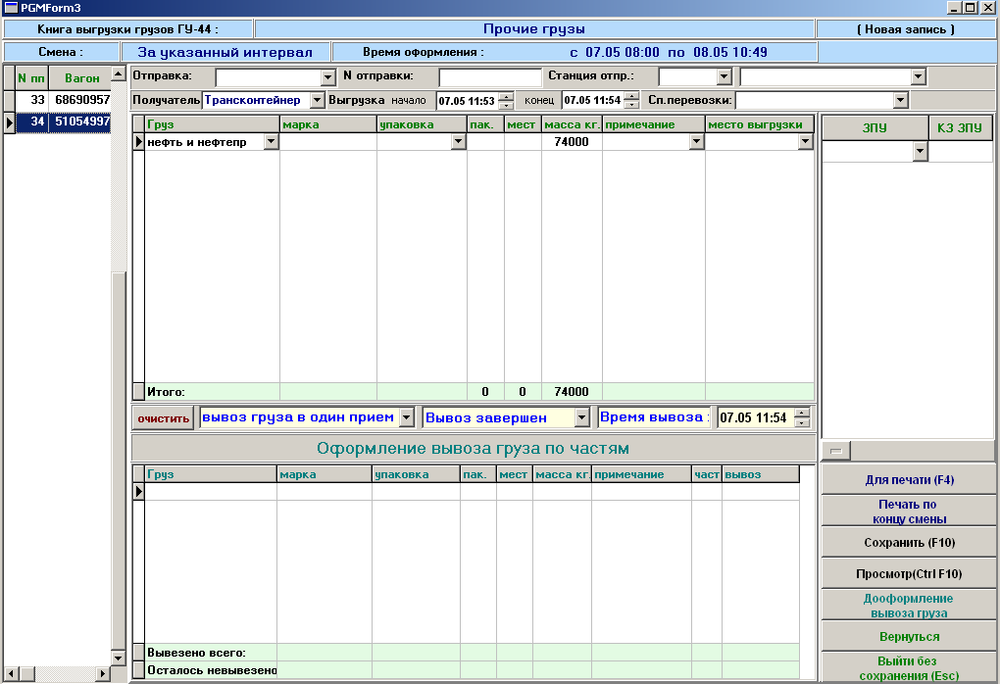 PGMForm3
Книга выгрузки грузов ГУ-44 : Прочие грузы ( Новая запись )
Смена : За указанный интервал Время оформления : с 07.05 08:00 по 08.05 10:49
N пп Вагон
33 68690957
34 51054997
Отправка: N отправки: Станция отпр.:
Получатель Трансконтейнер Выгрузка начало 07.05 11:53 конец 07.05 11:54 Сп.перевозки:
Груз марка упаковка пак. мест масса кг. примечание место выгрузки
нефть и нефтепр 74000
Итого: 0 0 74000
ЗПУ КЗ ЗПУ
очистить вывоз груза в один прием Вывоз завершен Время вывоза : 07.05 11:54
Оформление вывоза груза по частям
Груз марка упаковка пак. мест масса кг. примечание част вывоз
Вывезено всего:
Осталось невывезено
Для печати (F4)
Печать по
концу смены
Сохранить (F10)
Просмотр(Ctrl F10)
Дооформление
вывоза груза
Вернуться
Выйти без
сохранения (Esc)